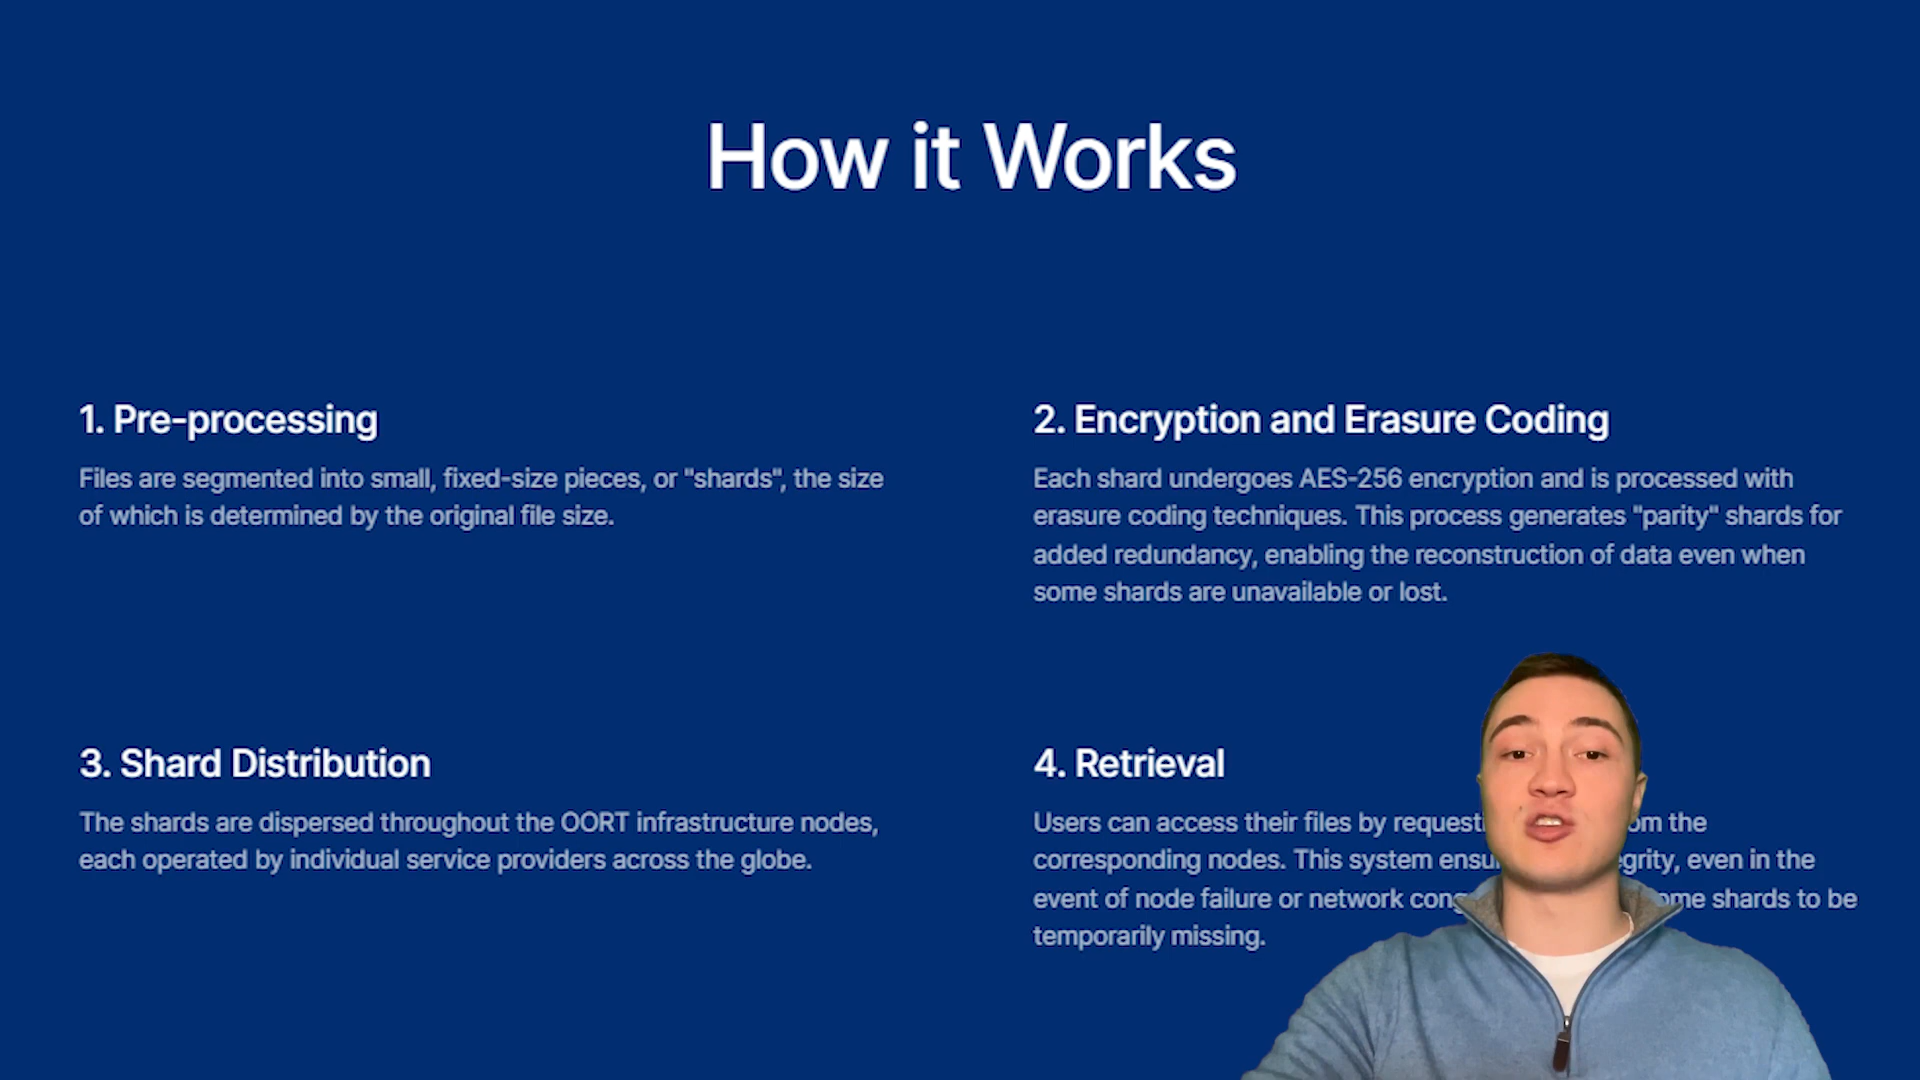 How it Works
1. Pre-processing
Files are segmented into small, fixed-size pieces, or "shards", the size
of which is determined by the original file size.
2. Encryption and Erasure Coding
Each shard undergoes AES-256 encryption and is processed with
erasure coding techniques. This process generates "parity" shards for
added redundancy, enabling the reconstruction of data even when
some shards are unavailable or lost.
3. Shard Distribution
The shards are dispersed throughout the OORT infrastructure nodes,
each operated by individual service providers across the globe.
4. Retrieval
Users can access their files by the
corresponding nodes. This system even in the
event of node failure or network shards to be
temporarily missing.